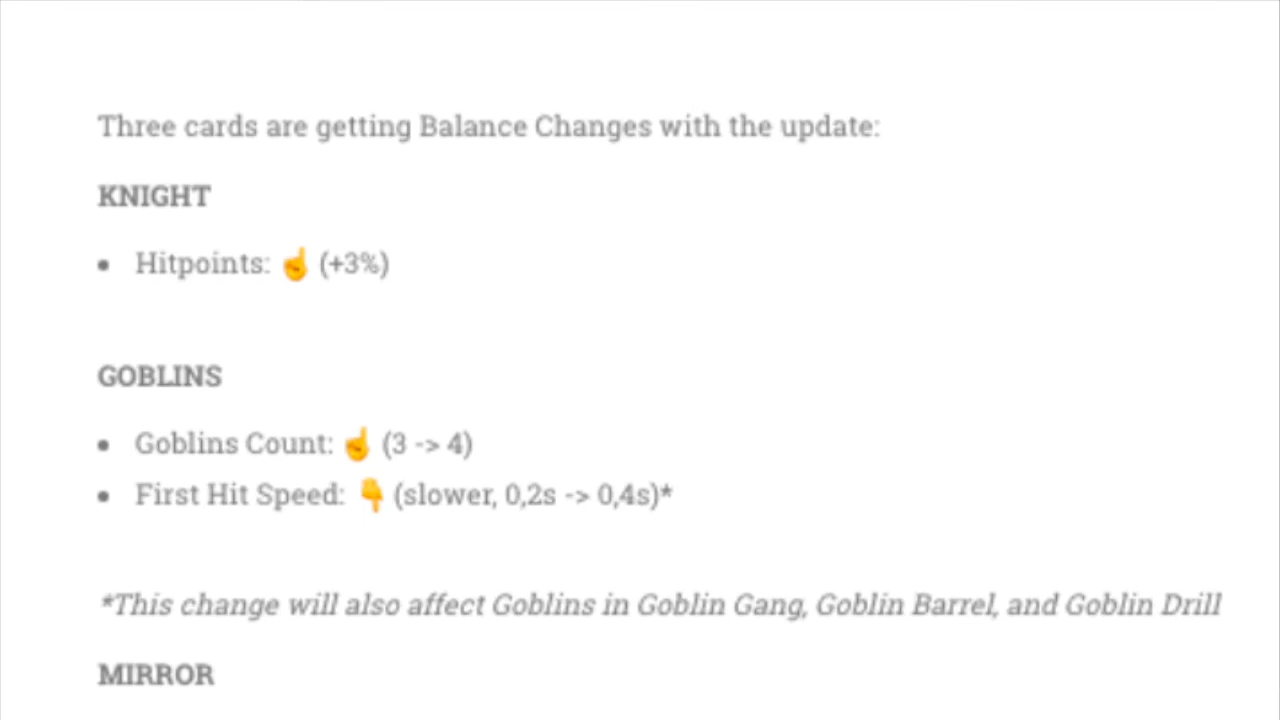 Three cards are getting Balance Changes with the update:
KNIGHT
• Hitpoints: ☝️ (+3%)
GOBLINS
• Goblins Count: ☝️ (3 -> 4)
• First Hit Speed: 👇 (slower, 0,2s -> 0,4s)*
*This change will also affect Goblins in Goblin Gang, Goblin Barrel, and Goblin Drill
MIRROR